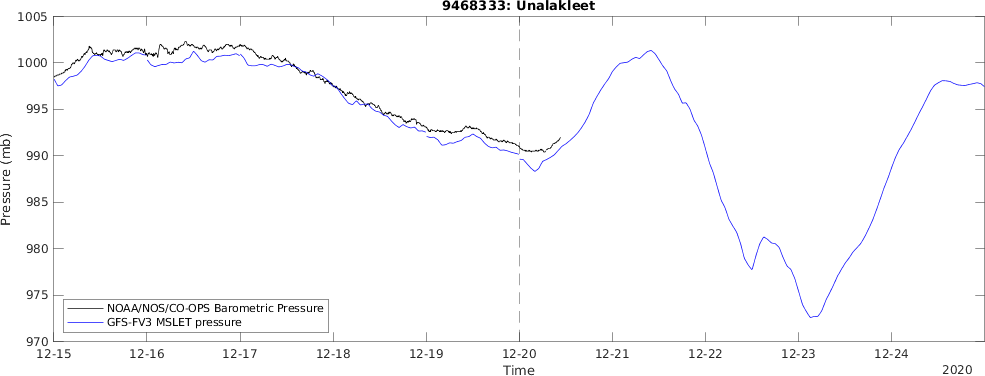 9468333: Unalakleet
1005
1000
995
990
985
980
975
970
Pressure (mb)
NOAA/NOS/CO-OPS Barometric Pressure
GFS-FV3 MSLET pressure
12-15 12-16 12-17 12-18 12-19 12-20 12-21 12-22 12-23 12-24
Time
2020